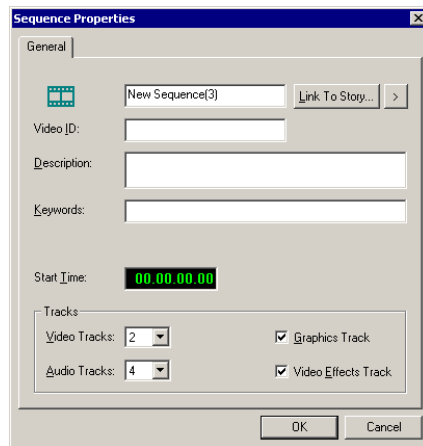 Sequence Properties
General
New Sequence(3)
Link To Story...
>
Video ID:
Description:
Keywords:
Start Time:
00.00.00.00
Tracks
Video Tracks: 2
Graphics Track
Audio Tracks: 4
Video Effects Track
OK
Cancel